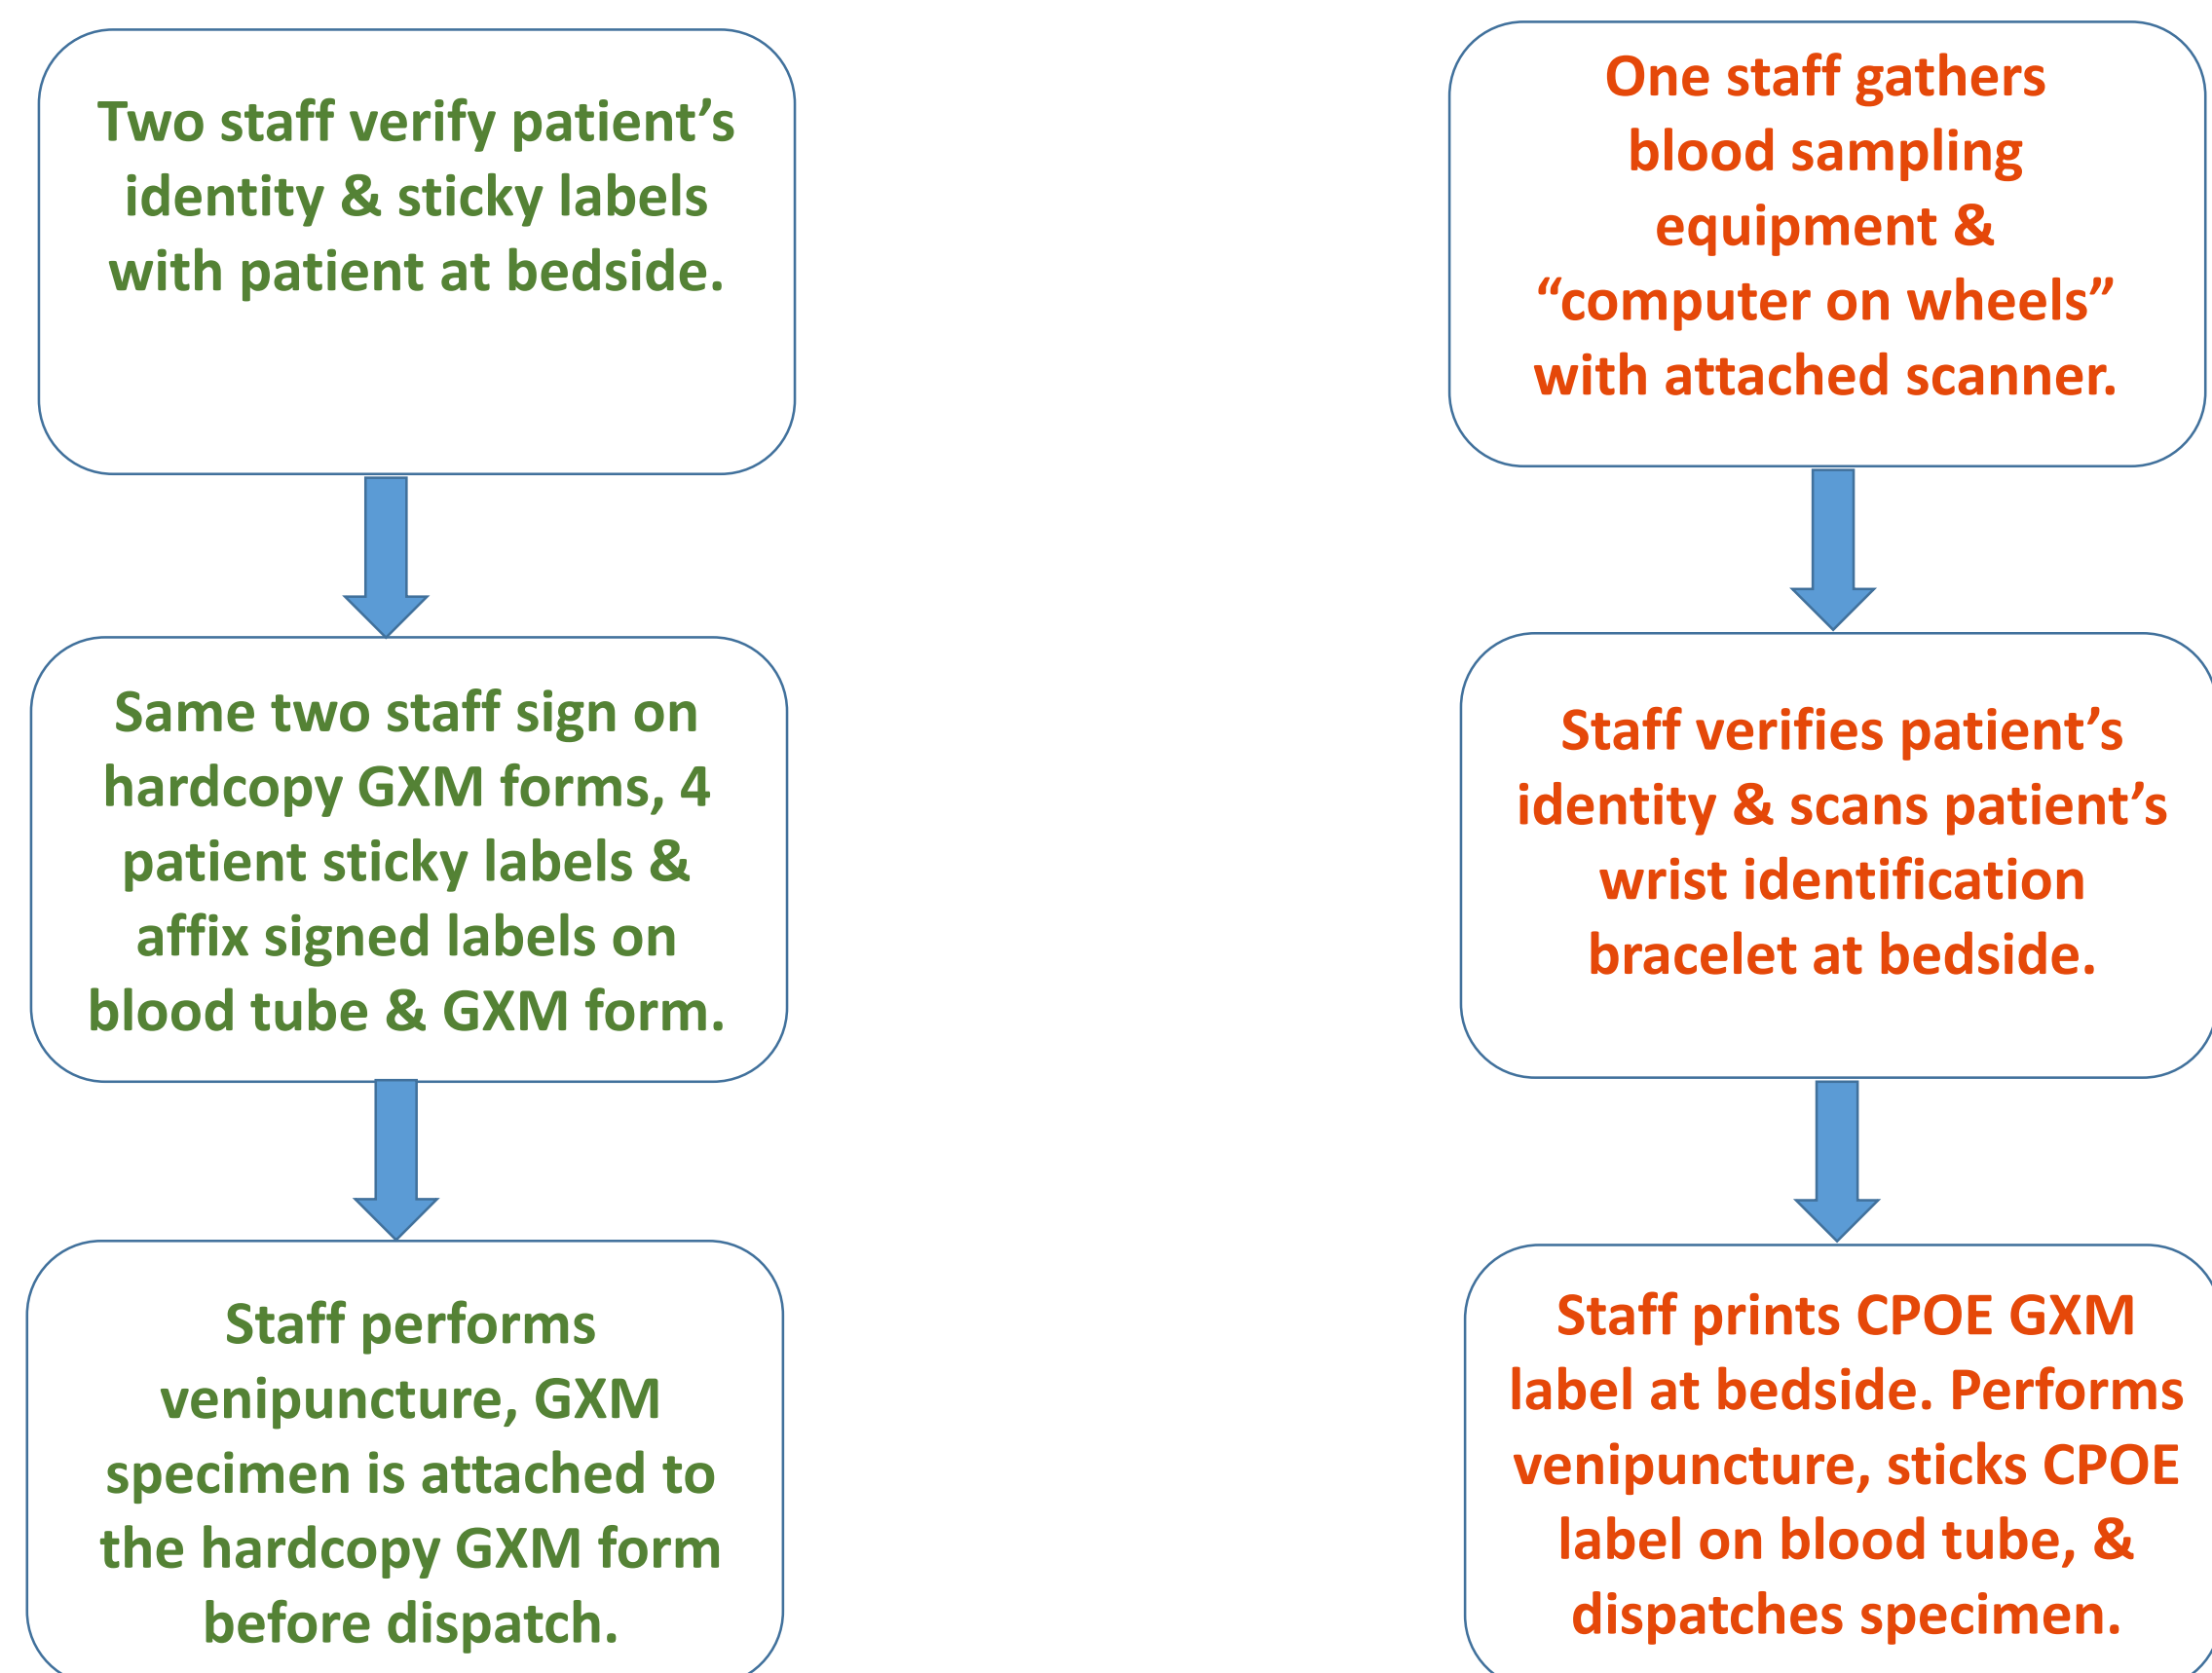 Two staff verify patient’s
identity & sticky labels
with patient at bedside.
Same two staff sign on
hardcopy GXM forms, 4
patient sticky labels &
affix signed labels on
blood tube & GXM form.
Staff performs
venipuncture, GXM
specimen is attached to
the hardcopy GXM form
before dispatch.
One staff gathers
blood sampling
equipment &
“computer on wheels”
with attached scanner.
Staff verifies patient’s
identity & scans patient’s
wrist identification
bracelet at bedside.
Staff prints CPOE GXM
label at bedside. Performs
venipuncture, sticks CPOE
label on blood tube, &
dispatches specimen.